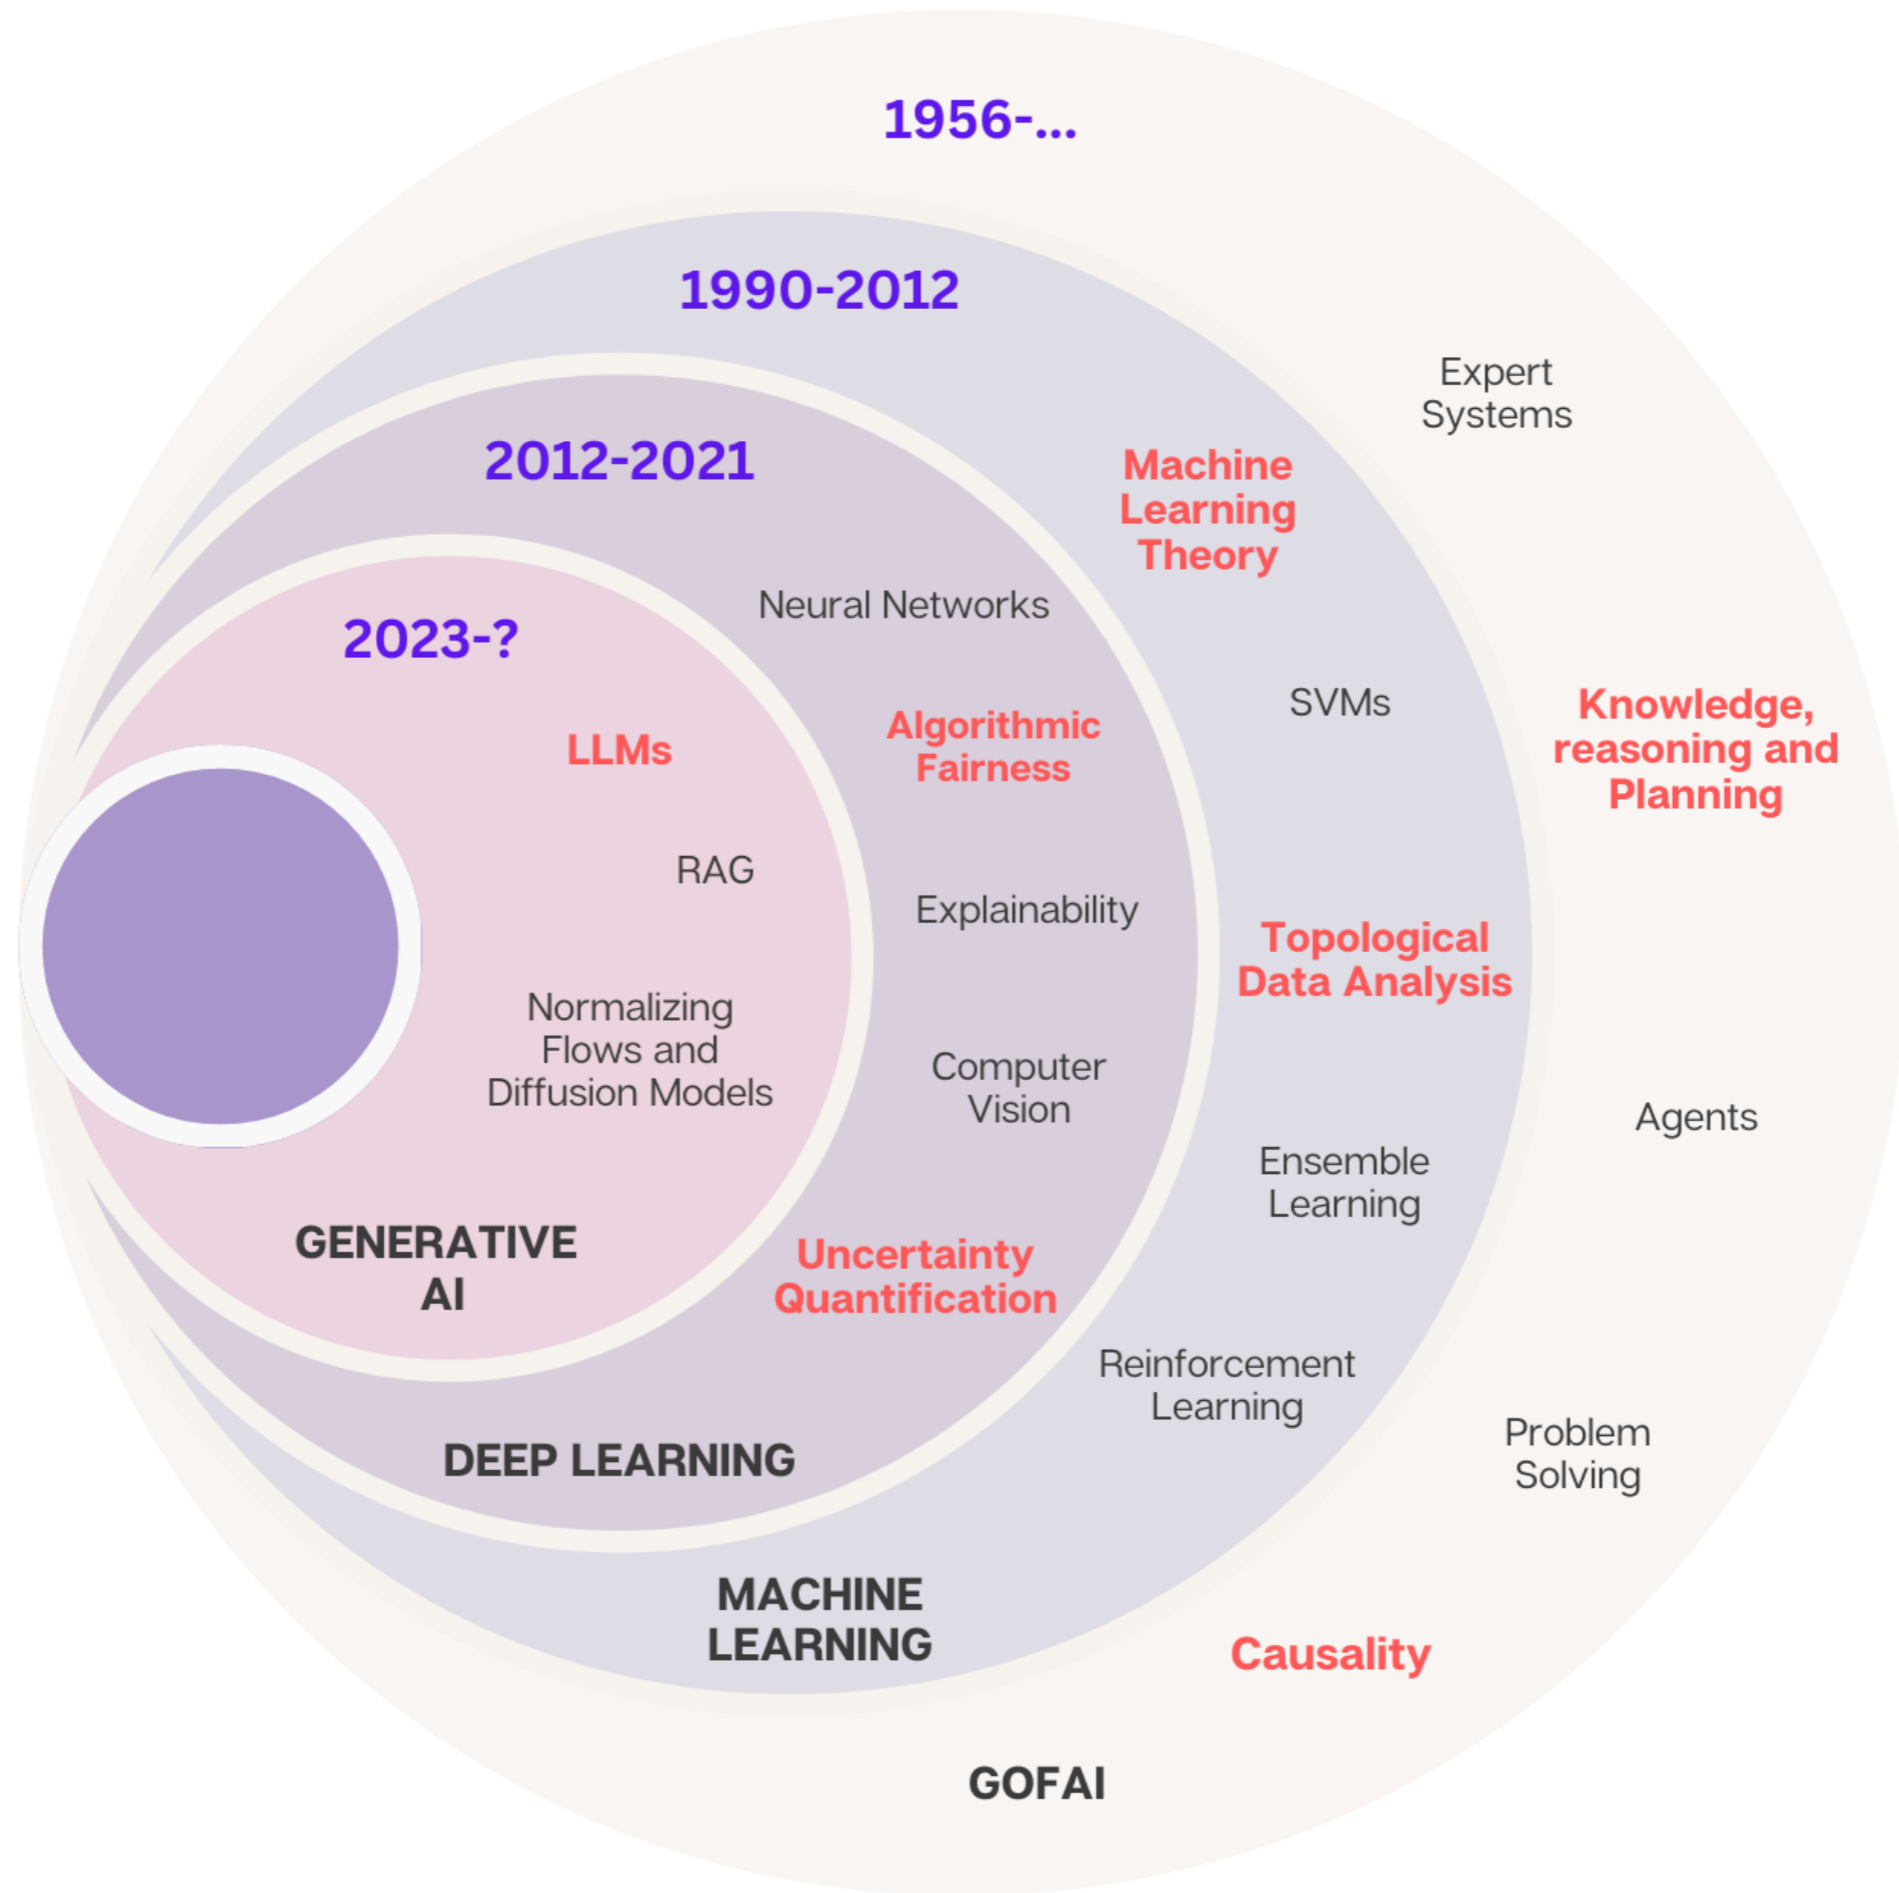 1956-...
1990-2012
2012-2021
2023-?
Expert
Systems
Machine
Learning
Theory
Neural Networks
SVMs
Knowledge,
reasoning and
Planning
Algorithmic
Fairness
LLMs
RAG
Explainability
Topological
Data Analysis
Normalizing
Flows and
Diffusion Models
Computer
Vision
Agents
Ensemble
Learning
GENERATIVE
AI
Uncertainty
Quantification
Reinforcement
Learning
Problem
Solving
DEEP LEARNING
MACHINE
LEARNING
Causality
GOFAI